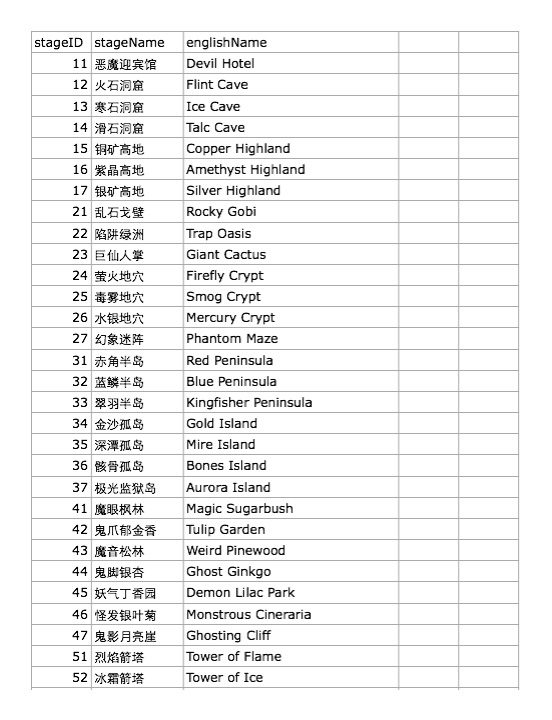 stageID stageName englishName
11 恶魔迎宾馆 Devil Hotel
12 火石洞窟 Flint Cave
13 寒石洞窟 Ice Cave
14 滑石洞窟 Talc Cave
15 铜矿高地 Copper Highland
16 紫晶高地 Amethyst Highland
17 银矿高地 Silver Highland
21 乱石戈壁 Rocky Gobi
22 陷阱绿洲 Trap Oasis
23 巨仙人掌 Giant Cactus
24 萤火地穴 Firefly Crypt
25 毒雾地穴 Smog Crypt
26 水银地穴 Mercury Crypt
27 幻象迷阵 Phantom Maze
31 赤角半岛 Red Peninsula
32 蓝鳞半岛 Blue Peninsula
33 翠羽半岛 Kingfisher Peninsula
34 金沙孤岛 Gold Island
35 深潭孤岛 Mire Island
36 骸骨孤岛 Bones Island
37 极光监狱岛 Aurora Island
41 魔眼枫林 Magic Sugarbush
42 鬼爪郁金香 Tulip Garden
43 魔音松林 Weird Pinewood
44 鬼脚银杏 Ghost Ginkgo
45 妖气丁香园 Demon Lilac Park
46 怪发银叶菊 Monstrous Cineraria
47 鬼影月亮崖 Ghosting Cliff
51 烈焰箭塔 Tower of Flame
52 冰霜箭塔 Tower of Ice